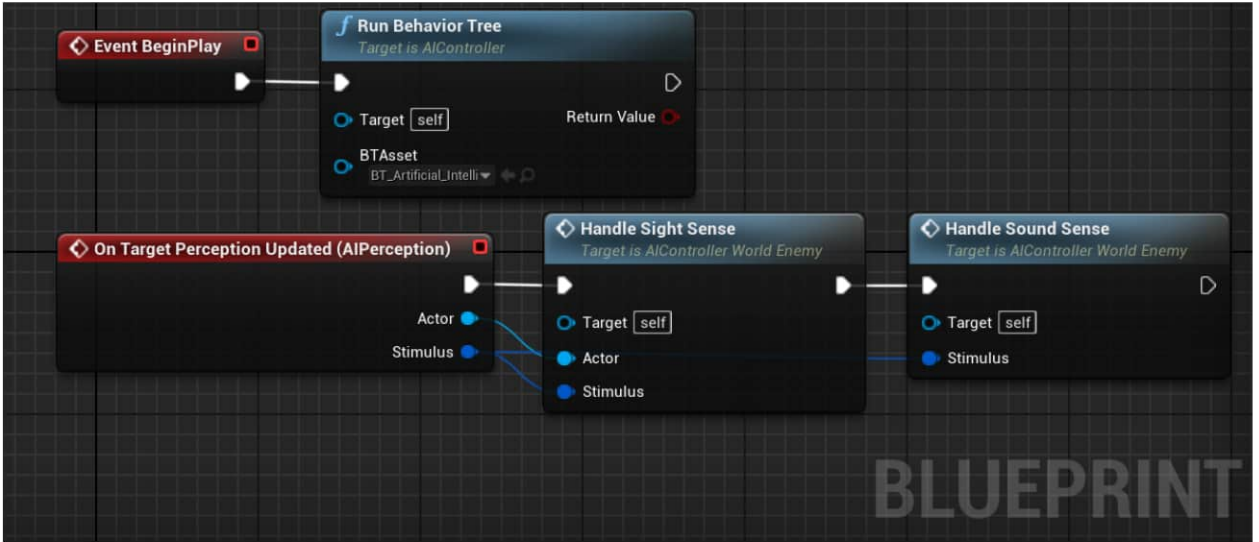 Event BeginPlay
f Run Behavior Tree
Target is AIController
Target self
Return Value
BTAsset
BT_Artificial_Intelli
On Target Perception Updated (AIPerception)
Actor
Stimulus
Handle Sight Sense
Target is AIController World Enemy
Target self
Actor
Stimulus
Handle Sound Sense
Target is AIController World Enemy
Target self
Stimulus
BLUEPRINT